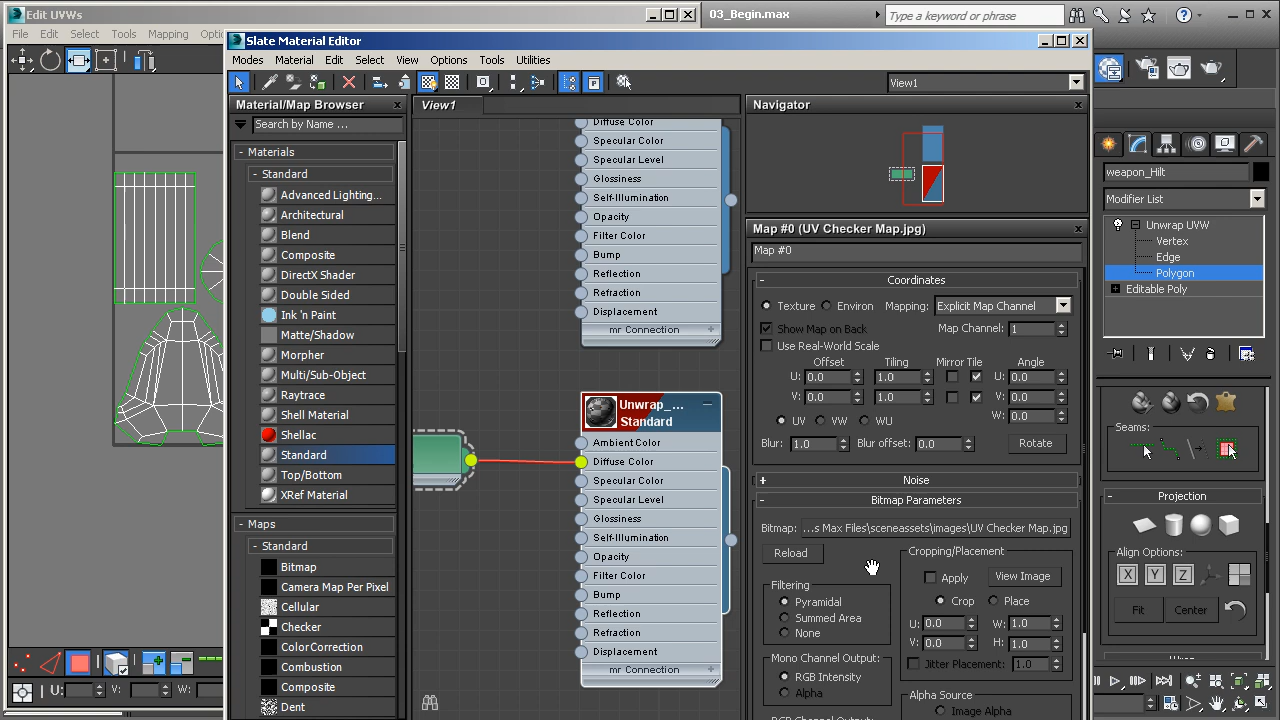 Edit UVWs
File Edit Select Tools Mapping
03_Begin.max
Type a keyword or phrase
Slate Material Editor
Modes Material Edit Select View Options Tools Utilities
View1
Material/Map Browser
Search by Name ...
- Materials
- Standard
Advanced Lighting...
Architectural
Blend
Composite
DirectX Shader
Double Sided
Ink 'n Paint
Matte/Shadow
Morpher
Multi/Sub-Object
Raytrace
Shell Material
Shellac
Standard
Top/Bottom
XRef Material
- Maps
- Standard
Bitmap
Camera Map Per Pixel
Cellular
Checker
ColorCorrection
Combustion
Composite
Dent
View1
Diffuse Color
Specular Color
Specular Level
Glossiness
Self-Illumination
Opacity
Filter Color
Bump
Reflection
Refraction
Displacement
mr Connection +
Unwrap_...
Standard
Ambient Color
Diffuse Color
Specular Color
Specular Level
Glossiness
Self-Illumination
Opacity
Filter Color
Bump
Reflection
Refraction
Displacement
mr Connection +
Navigator
Map #0 (UV Checker Map.jpg)
Map #0
- Coordinates
Texture Environ Mapping: Explicit Map Channel
Show Map on Back Map Channel: 1
Use Real-World Scale
Offset Tiling Mirror Tile Angle
U: 0.0 1.0 U: 0.0
V: 0.0 1.0 V: 0.0
UV VW WU W: 0.0
Blur: 1.0 Blur offset: 0.0 Rotate
+ Noise
- Bitmap Parameters
Bitmap: ...s Max Files\sceneassets\images\UV Checker Map.jpg
Reload
Cropping/Placement
Apply View Image
Crop Place
U: 0.0 W: 1.0
V: 0.0 H: 1.0
Jitter Placement: 1.0
Filtering
Pyramidal
Summed Area
None
Mono Channel Output:
RGB Intensity
Alpha
Alpha Source
Image Alpha
weapon_Hilt
Modifier List
Unwrap UVW
Vertex
Edge
Polygon
Editable Poly
Seams:
- Projection
Align Options:
X Y Z
Fit Center
U: V: W: